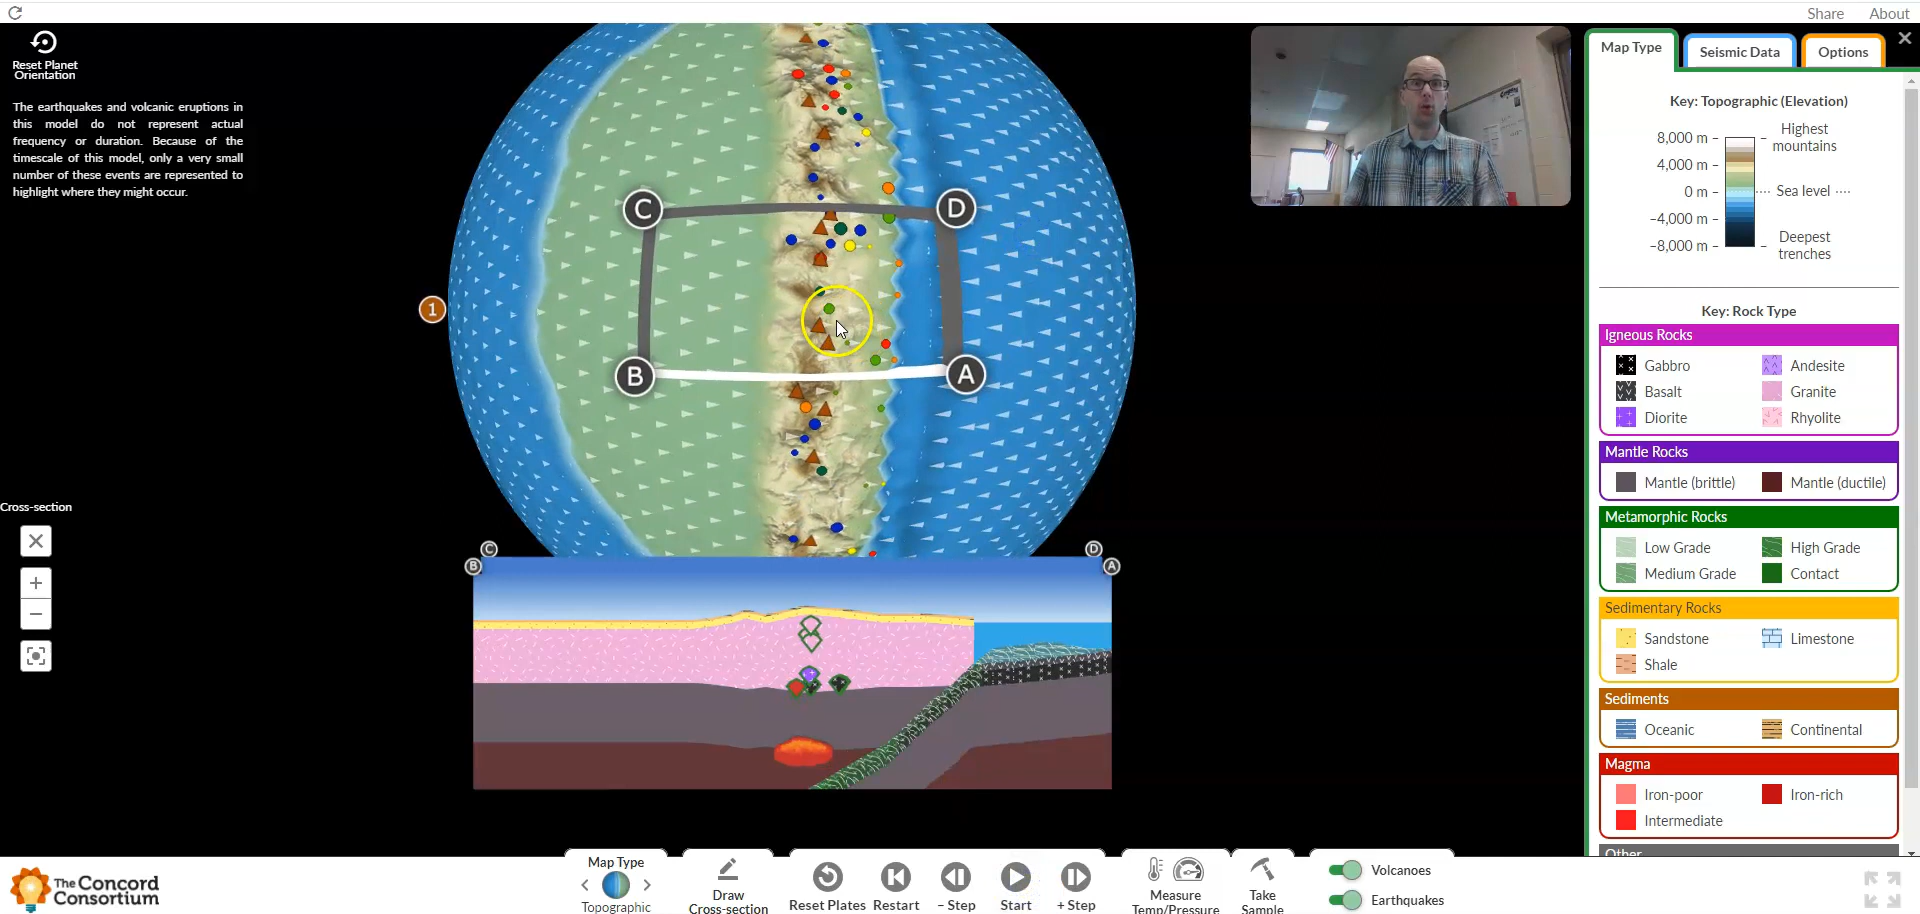 Share About
Reset Planet
Orientation
The earthquakes and volcanic eruptions in
this model do not represent actual
frequency or duration. Because of the
timescale of this model, only a very small
number of these events are represented to
highlight where they might occur.
Map Type
Seismic Data
Options
Key: Topographic (Elevation)
8,000 m
4,000 m
0 m
–4,000 m
–8,000 m
Highest
mountains
Sea level
Deepest
trenches
Key: Rock Type
Igneous Rocks
Gabbro Andesite
Basalt Granite
Diorite Rhyolite
Mantle Rocks
Mantle (brittle) Mantle (ductile)
Metamorphic Rocks
Low Grade High Grade
Medium Grade Contact
Sedimentary Rocks
Sandstone Limestone
Shale
Sediments
Oceanic Continental
Magma
Iron-poor Iron-rich
Intermediate
Other
C D
1
B A
Cross-section
C D
B A
The Concord
Consortium
Map Type
Topographic
Draw
Cross-section
Reset Plates
Restart
– Step
Start
+ Step
Measure
Temp/Pressure
Take
Sample
Volcanoes
Earthquakes